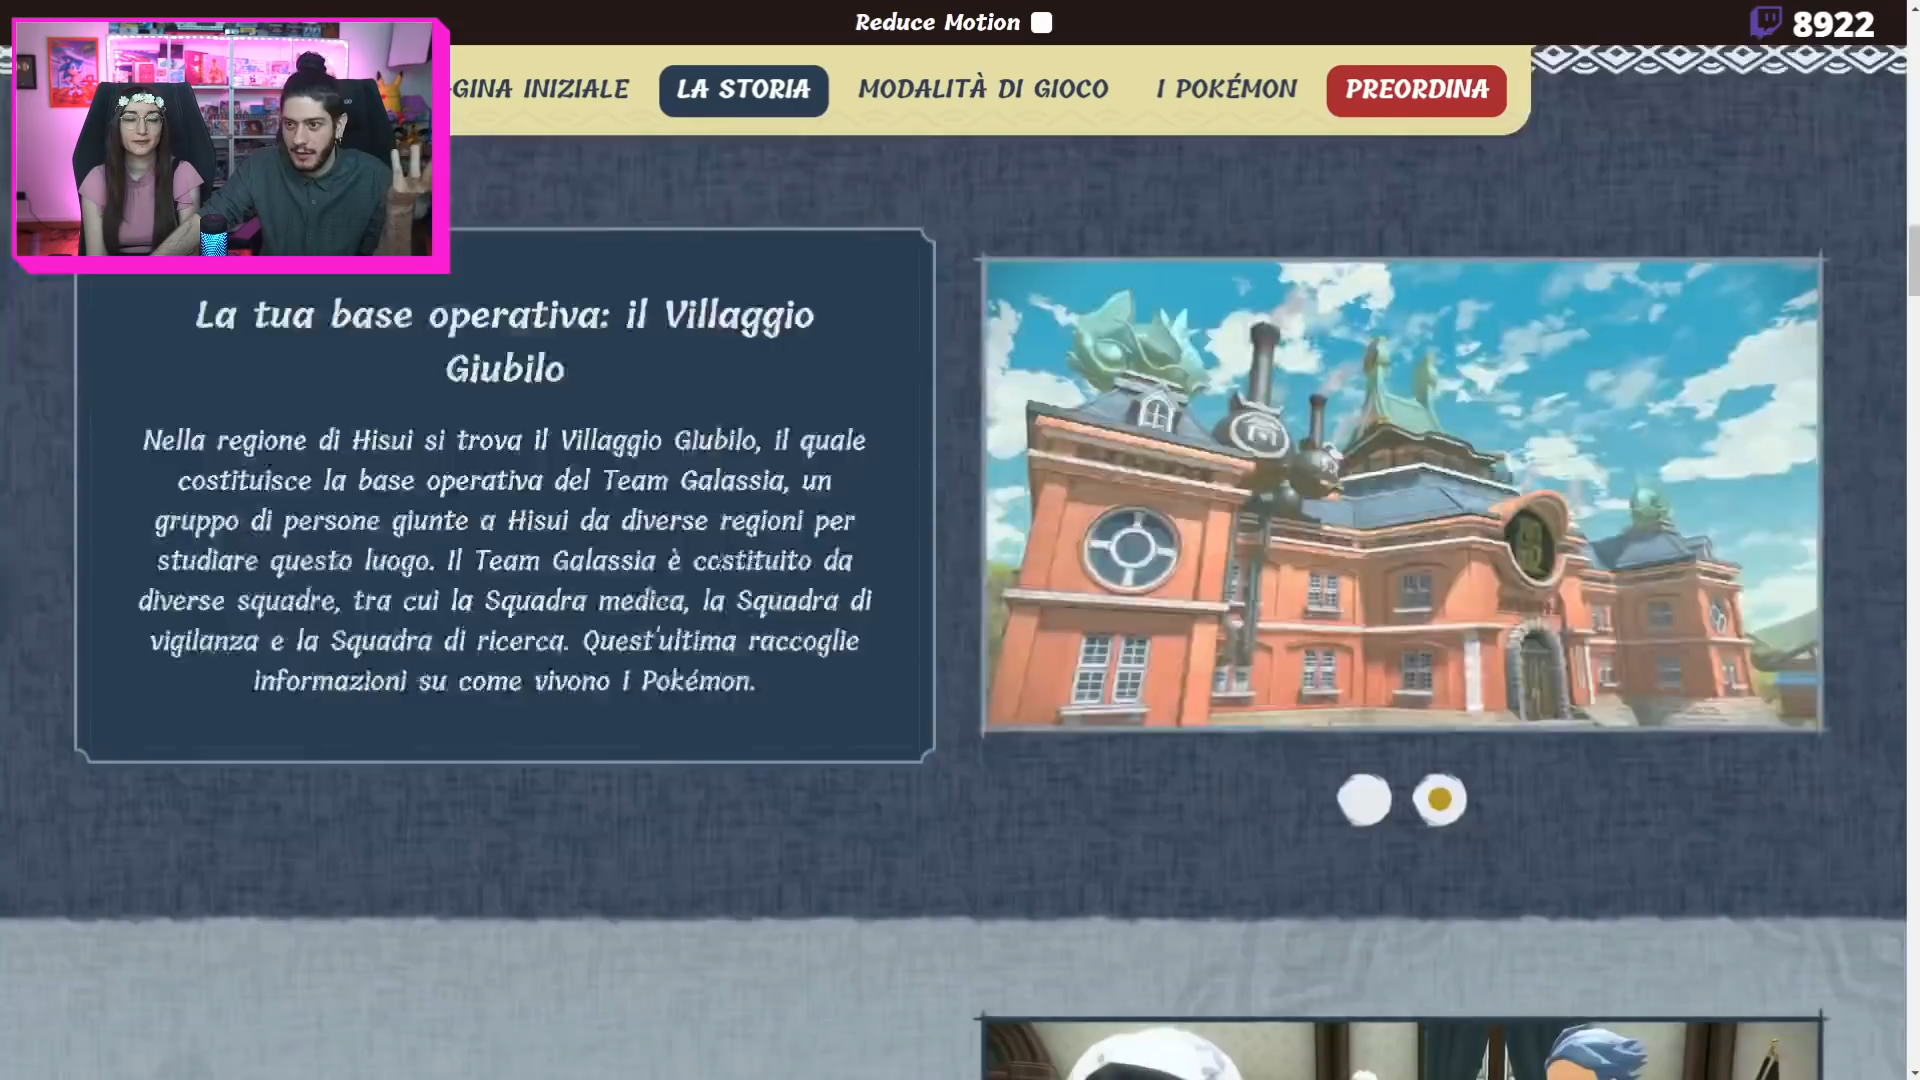 Reduce Motion
8922
GINA INIZIALE
LA STORIA
MODALITÀ DI GIOCO
I POKÉMON
PREORDINA
La tua base operativa: il Villaggio
Giubilo
Nella regione di Hisui si trova il Villaggio Giubilo, il quale
costituisce la base operativa del Team Galassia, un
gruppo di persone giunte a Hisui da diverse regioni per
studiare questo luogo. Il Team Galassia è costituito da
diverse squadre, tra cui la Squadra medica, la Squadra di
vigilanza e la Squadra di ricerca. Quest'ultima raccoglie
informazioni su come vivono i Pokémon.